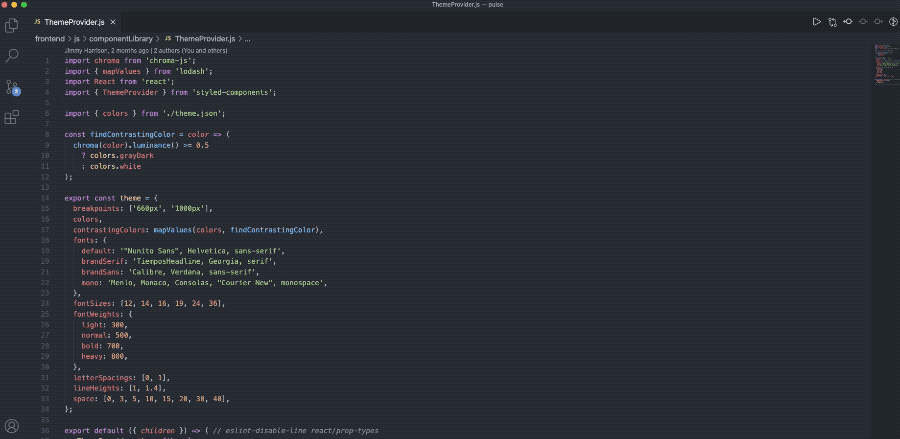 ThemeProvider.js — pulse
JS ThemeProvider.js ×
frontend > js > componentLibrary > JS ThemeProvider.js > ...
Jimmy Harrison, 2 months ago | 2 authors (You and others)
1 import chroma from 'chroma-js';
2 import { mapValues } from 'lodash';
3 import React from 'react';
4 import { ThemeProvider } from 'styled-components';
5
6 import { colors } from './theme.json';
7
8 const findContrastingColor = color => (
9 chroma(color).luminance() >= 0.5
10 ? colors.grayDark
11 : colors.white
12 );
13
14 export const theme = {
15 breakpoints: ['660px', '1000px'],
16 colors,
17 contrastingColors: mapValues(colors, findContrastingColor),
18 fonts: {
19 default: '"Nunito Sans", Helvetica, sans-serif',
20 brandSerif: 'TiemposHeadline, Georgia, serif',
21 brandSans: 'Calibre, Verdana, sans-serif',
22 mono: 'Menlo, Monaco, Consolas, "Courier New", monospace',
23 },
24 fontSizes: [12, 14, 16, 19, 24, 36],
25 fontWeights: {
26 light: 300,
27 normal: 500,
28 bold: 700,
29 heavy: 800,
30 },
31 letterSpacings: [0, 1],
32 lineHeights: [1, 1.4],
33 space: [0, 3, 5, 10, 15, 20, 30, 40],
34 };
35
36 export default ({ children }) => ( // eslint-disable-line react/prop-types